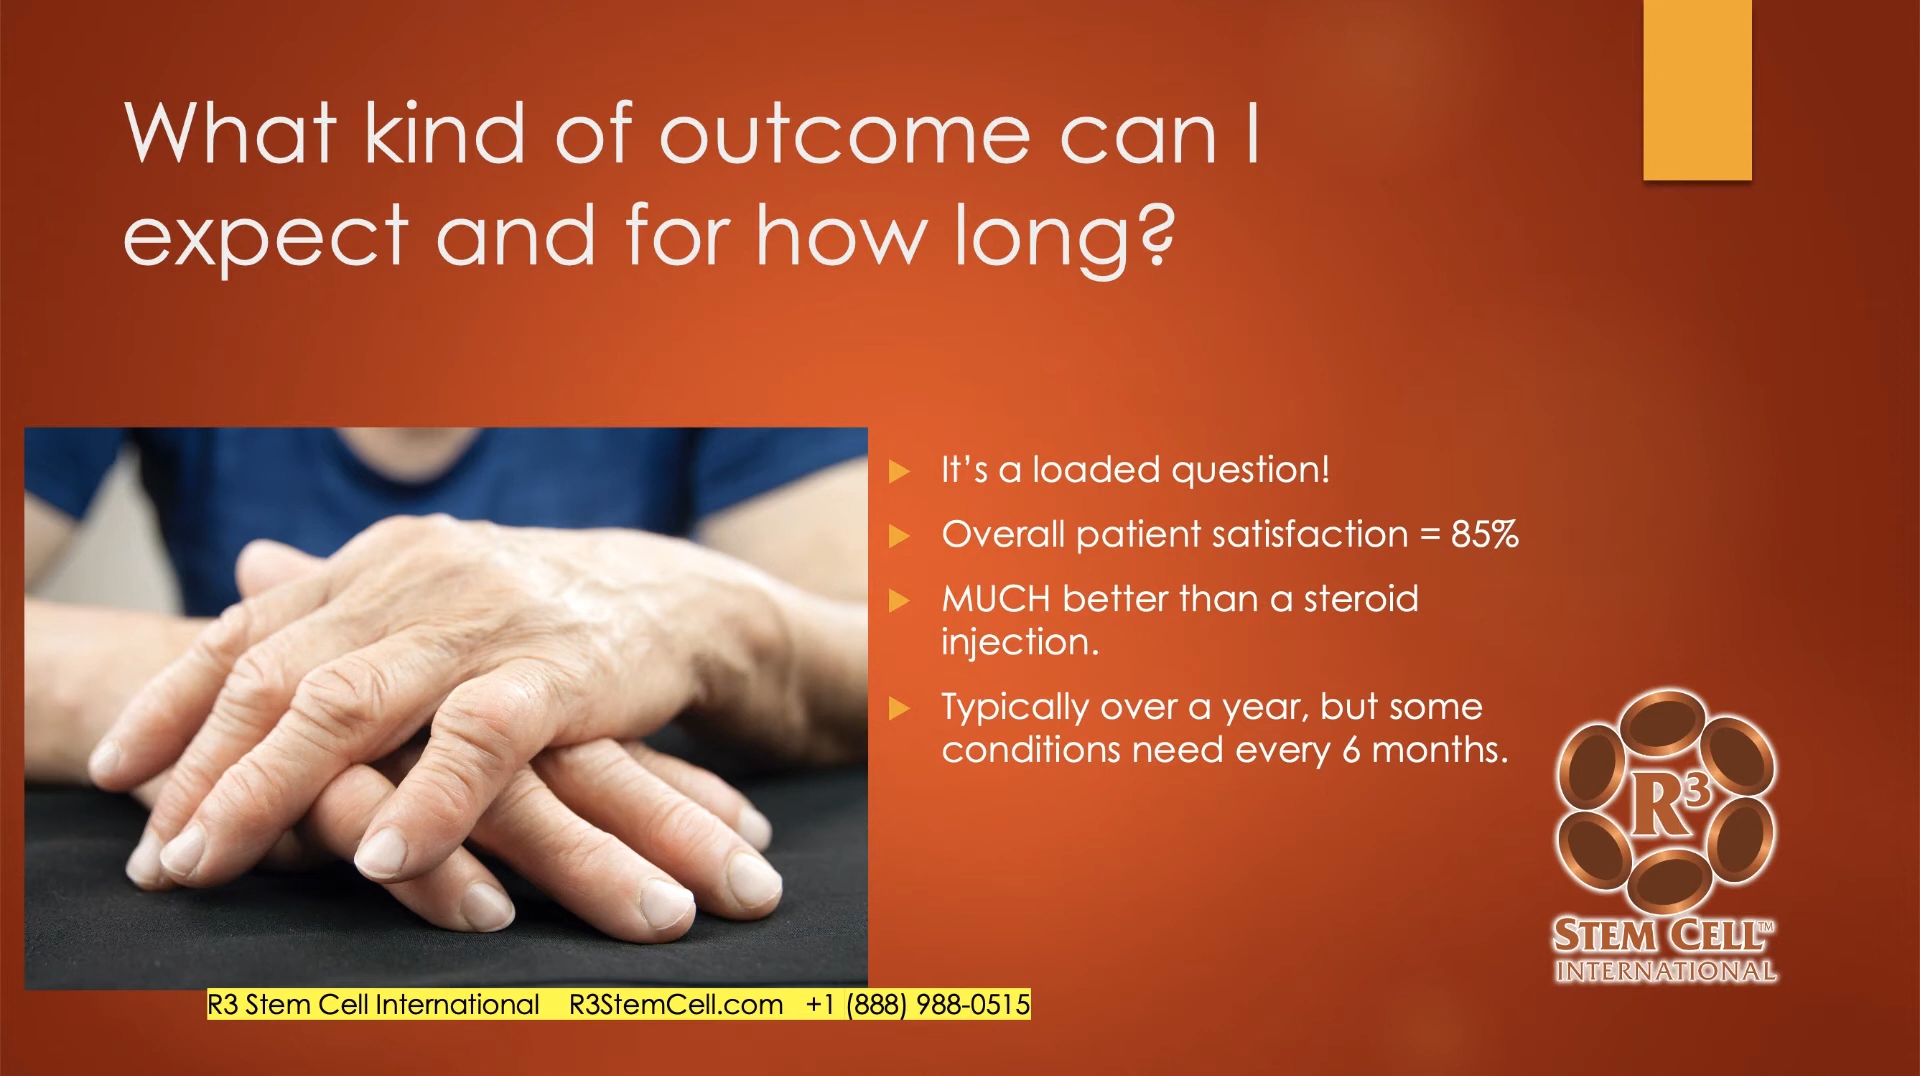 What kind of outcome can I
expect and for how long?
It's a loaded question!
Overall patient satisfaction = 85%
MUCH better than a steroid
injection.
Typically over a year, but some
conditions need every 6 months.
R3
STEM CELL™
INTERNATIONAL
R3 Stem Cell International R3StemCell.com +1 (888) 988-0515